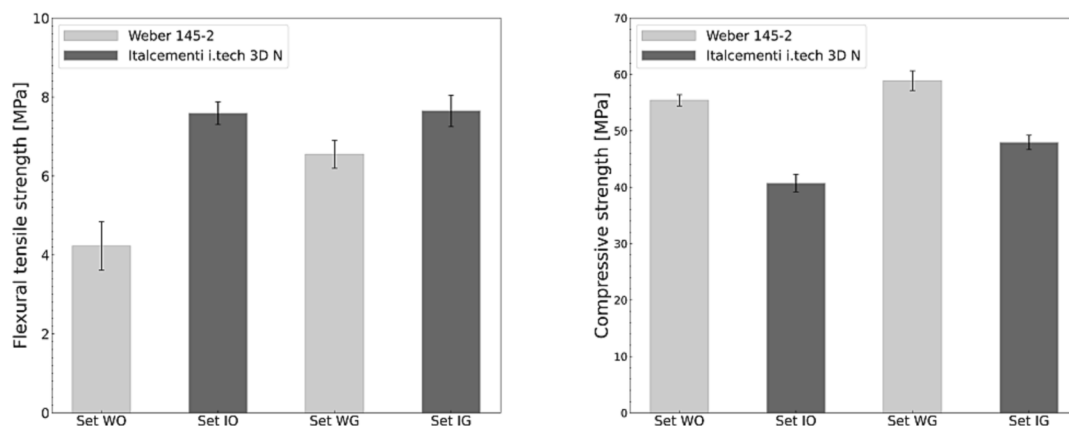 Flexural tensile strength [MPa]
10
8
6
4
2
0
Weber 145-2
Italcementi i.tech 3D N
Set WO Set IO Set WG Set IG
Compressive strength [MPa]
70
60
50
40
30
20
10
0
Weber 145-2
Italcementi i.tech 3D N
Set WO Set IO Set WG Set IG